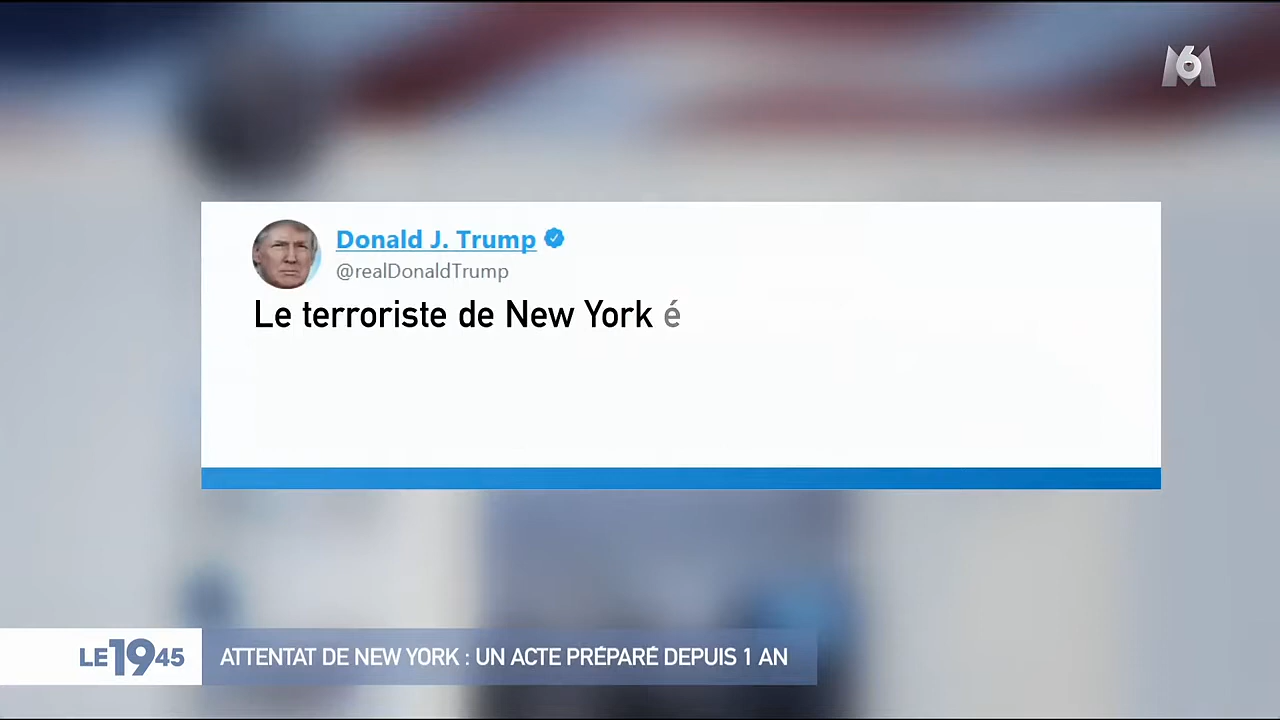 M6
Donald J. Trump
@realDonaldTrump
Le terroriste de New York é
LE 19 45
ATTENTAT DE NEW YORK : UN ACTE PRÉPARÉ DEPUIS 1 AN